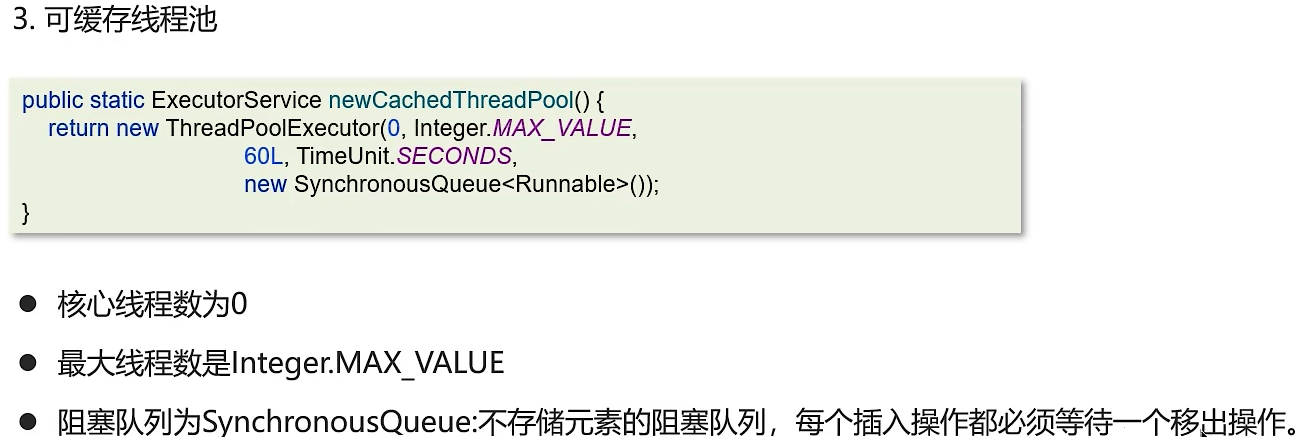 3. 可缓存线程池
public static ExecutorService newCachedThreadPool() {
return new ThreadPoolExecutor(0, Integer.MAX_VALUE,
60L, TimeUnit.SECONDS,
new SynchronousQueue<Runnable>());
}
● 核心线程数为0
● 最大线程数是Integer.MAX_VALUE
● 阻塞队列为SynchronousQueue:不存储元素的阻塞队列，每个插入操作都必须等待一个移出操作。